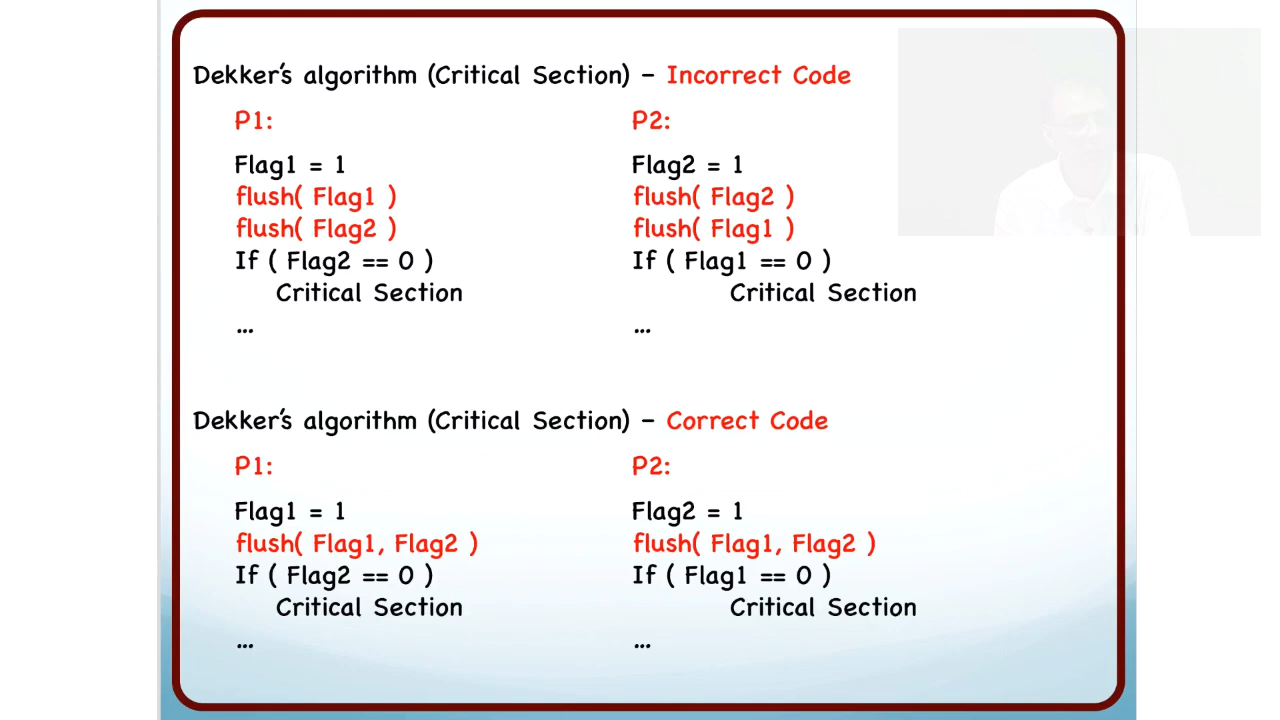 Dekker's algorithm (Critical Section) – Incorrect Code
P1:
Flag1 = 1
flush( Flag1 )
flush( Flag2 )
If ( Flag2 == 0 )
Critical Section
...
P2:
Flag2 = 1
flush( Flag2 )
flush( Flag1 )
If ( Flag1 == 0 )
Critical Section
...
Dekker's algorithm (Critical Section) – Correct Code
P1:
Flag1 = 1
flush( Flag1, Flag2 )
If ( Flag2 == 0 )
Critical Section
...
P2:
Flag2 = 1
flush( Flag1, Flag2 )
If ( Flag1 == 0 )
Critical Section
...